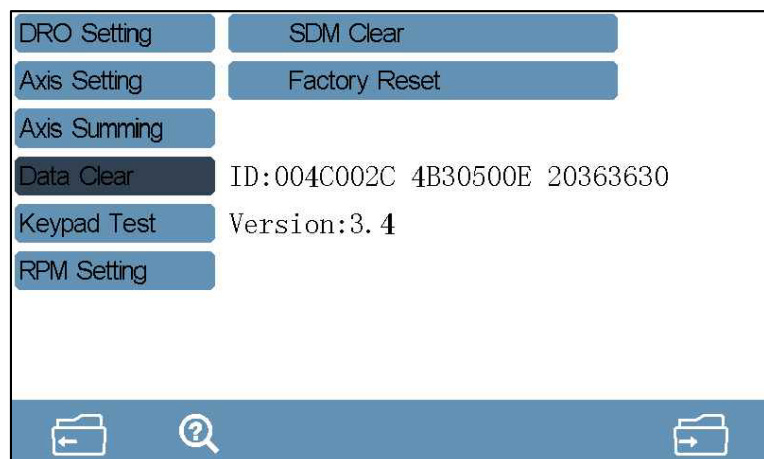 DRO Setting
SDM Clear
Axis Setting
Factory Reset
Axis Summing
Data Clear
ID:004C002C 4B30500E 20363630
Keypad Test
Version:3.4
RPM Setting